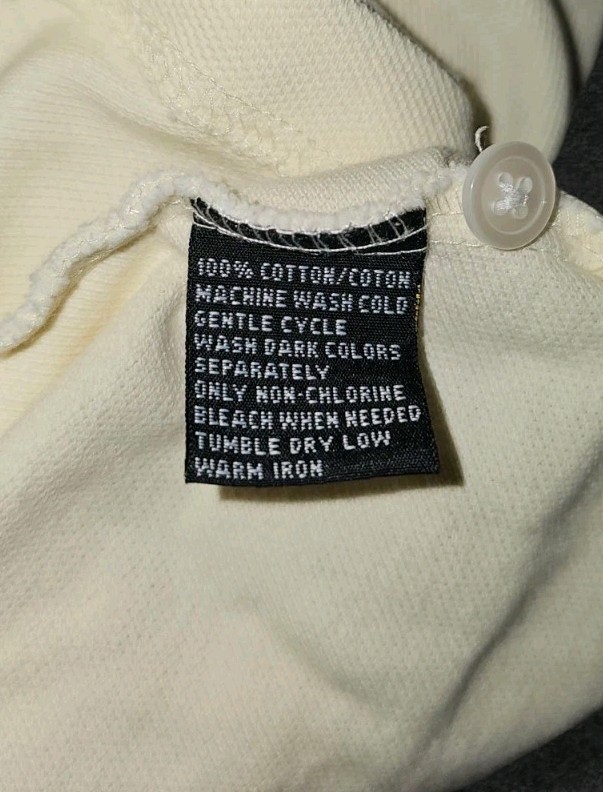 100% COTTON/COTON
MACHINE WASH COLD
GENTLE CYCLE
WASH DARK COLORS
SEPARATELY
ONLY NON-CHLORINE
BLEACH WHEN NEEDED
TUMBLE DRY LOW
WARM IRON